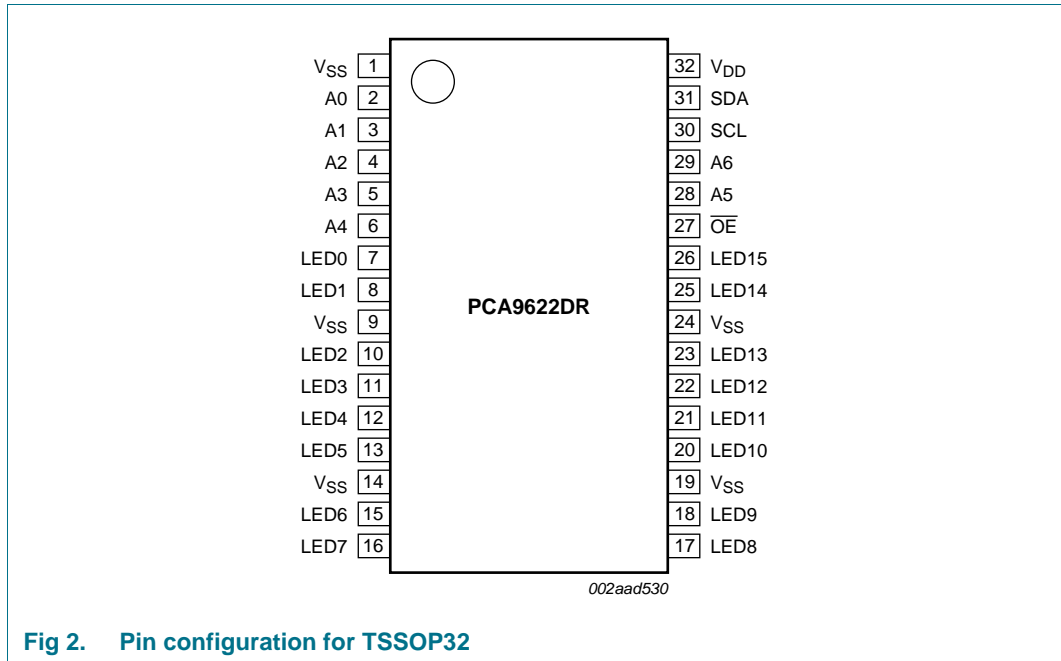 VSS 1
A0 2
A1 3
A2 4
A3 5
A4 6
LED0 7
LED1 8
VSS 9
LED2 10
LED3 11
LED4 12
LED5 13
VSS 14
LED6 15
LED7 16
PCA9622DR
32 VDD
31 SDA
30 SCL
29 A6
28 A5
27 O̅E̅
26 LED15
25 LED14
24 VSS
23 LED13
22 LED12
21 LED11
20 LED10
19 VSS
18 LED9
17 LED8
002aad530
Fig 2. Pin configuration for TSSOP32